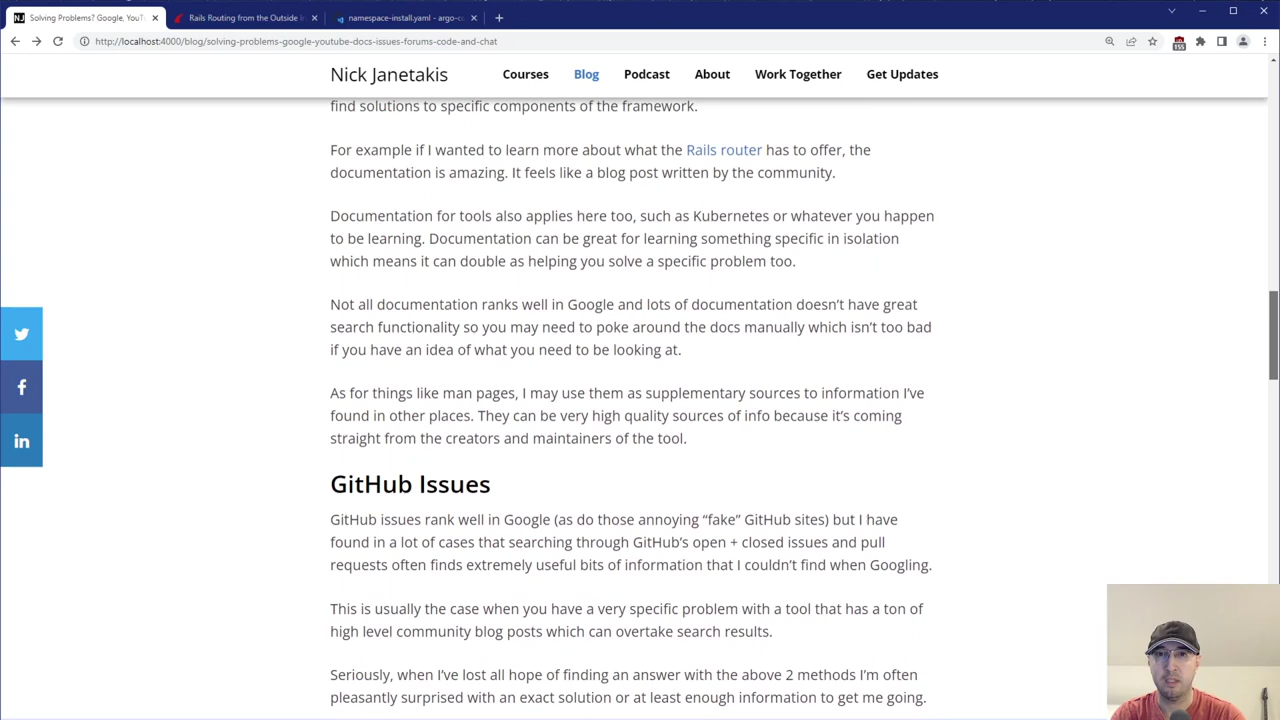 Solving Problems? Google, YouT
Rails Routing from the Outside I
namespace-install.yaml - argo-c
http://localhost:4000/blog/solving-problems-google-youtube-docs-issues-forums-code-and-chat
155
Nick Janetakis
Courses
Blog
Podcast
About
Work Together
Get Updates
find solutions to specific components of the framework.
For example if I wanted to learn more about what the Rails router has to offer, the
documentation is amazing. It feels like a blog post written by the community.
Documentation for tools also applies here too, such as Kubernetes or whatever you happen
to be learning. Documentation can be great for learning something specific in isolation
which means it can double as helping you solve a specific problem too.
Not all documentation ranks well in Google and lots of documentation doesn’t have great
search functionality so you may need to poke around the docs manually which isn’t too bad
if you have an idea of what you need to be looking at.
As for things like man pages, I may use them as supplementary sources to information I’ve
found in other places. They can be very high quality sources of info because it’s coming
straight from the creators and maintainers of the tool.
GitHub Issues
GitHub issues rank well in Google (as do those annoying “fake” GitHub sites) but I have
found in a lot of cases that searching through GitHub’s open + closed issues and pull
requests often finds extremely useful bits of information that I couldn’t find when Googling.
This is usually the case when you have a very specific problem with a tool that has a ton of
high level community blog posts which can overtake search results.
Seriously, when I’ve lost all hope of finding an answer with the above 2 methods I’m often
pleasantly surprised with an exact solution or at least enough information to get me going.